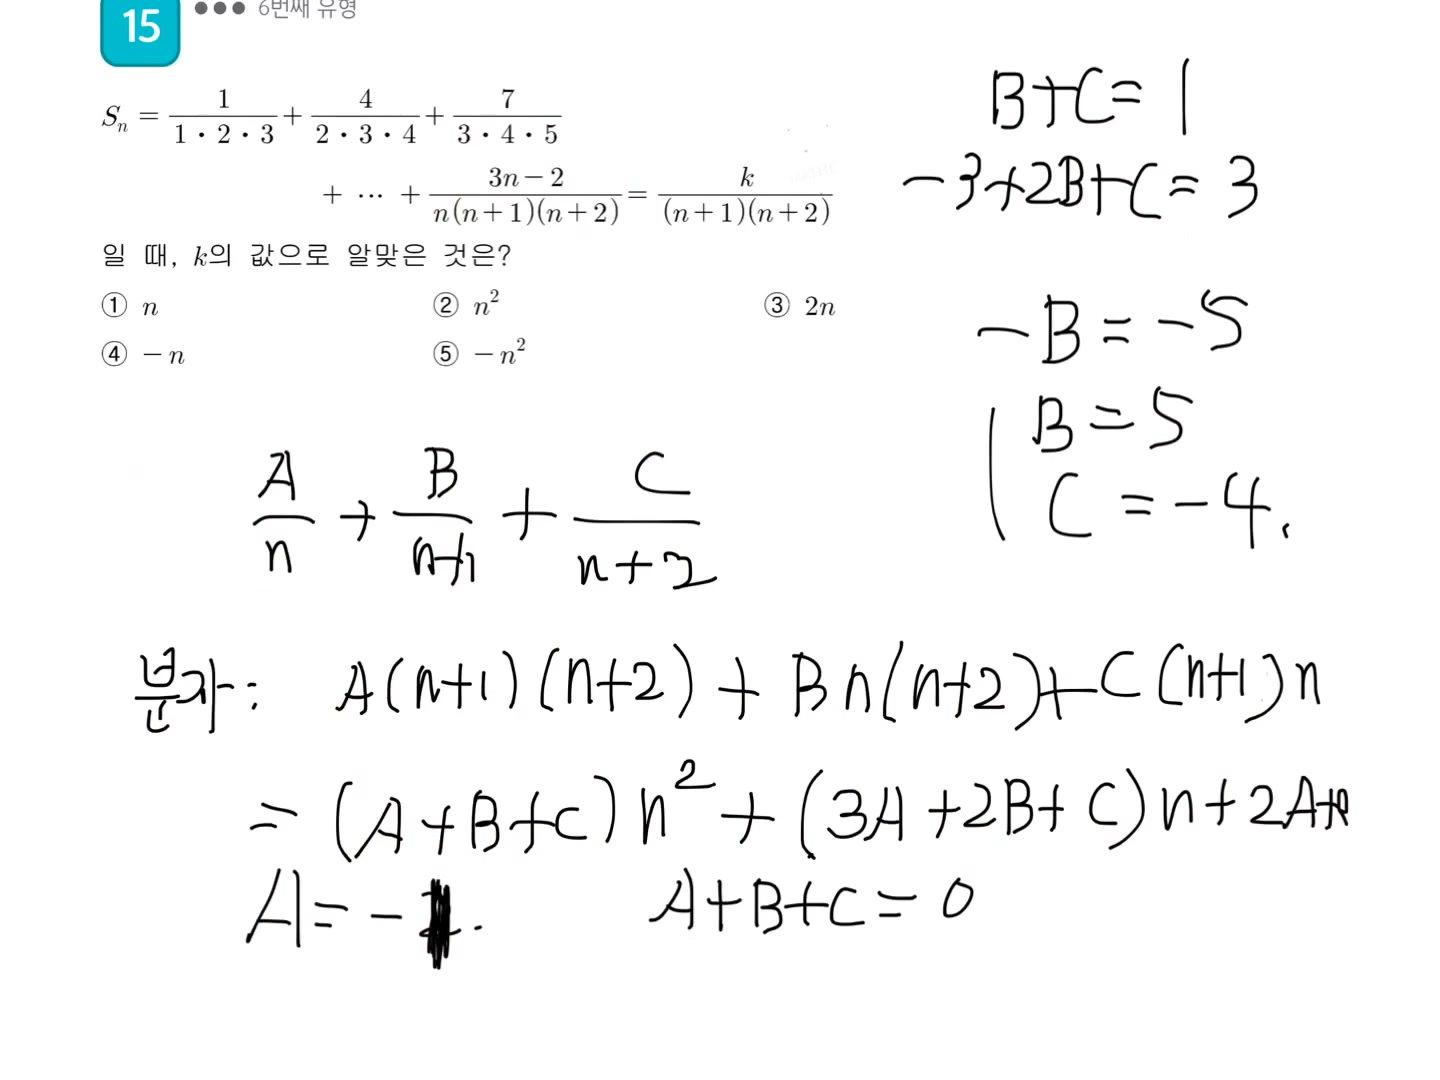 15 ●●● 6번째 유형
S_n = 1/(1·2·3) + 4/(2·3·4) + 7/(3·4·5)
+ ··· + (3n-2)/(n(n+1)(n+2)) = k/((n+1)(n+2))
일 때, k의 값으로 알맞은 것은?
① n ② n² ③ 2n
④ -n ⑤ -n²
B+C=1
-3+2B+C=3
-B=-5
B=5
C=-4.
A/n + B/(n+1) + C/(n+2)
분자: A(n+1)(n+2)+Bn(n+2)+C(n+1)n
=(A+B+C)n²+(3A+2B+C)n+2A
A=-1. A+B+C=0